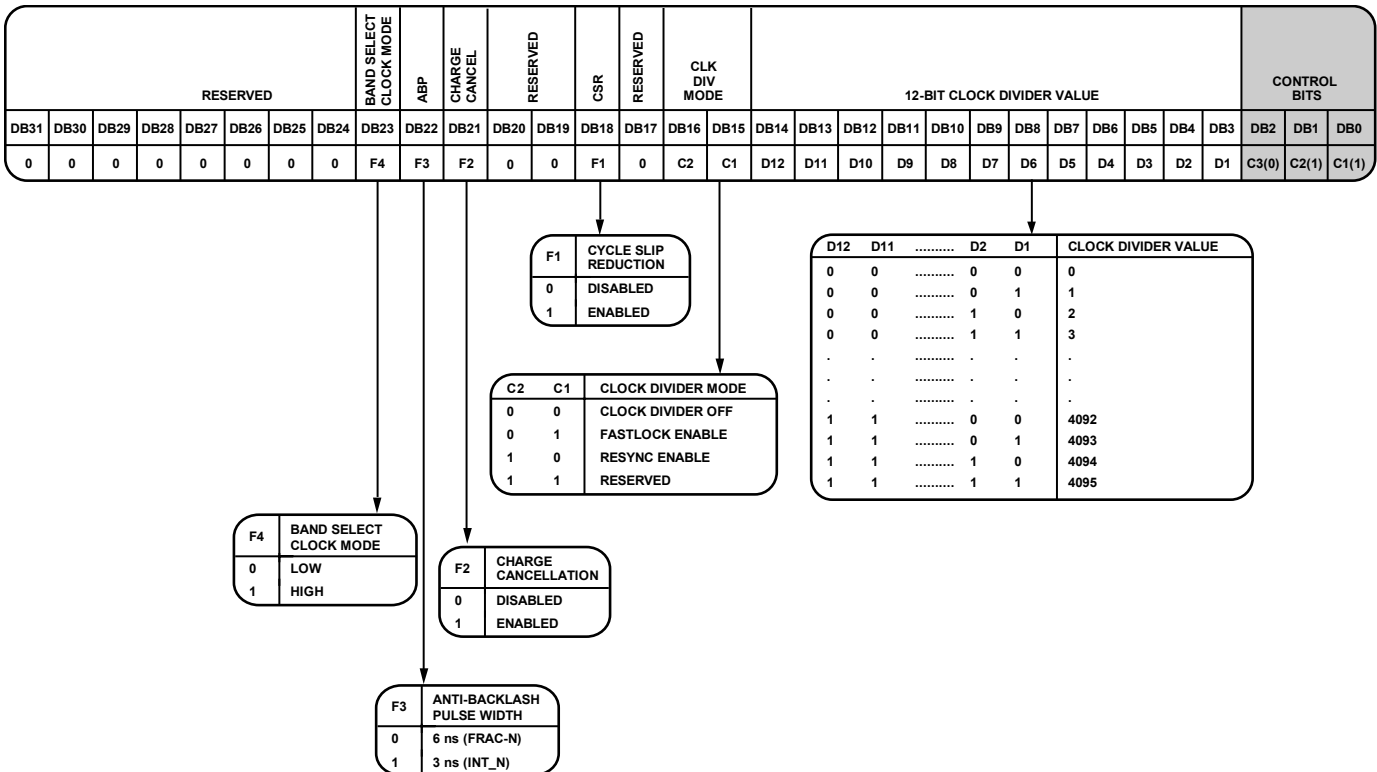 RESERVED
BAND SELECT
CLOCK MODE
ABP
CHARGE
CANCEL
RESERVED
CSR
RESERVED
CLK
DIV
MODE
12-BIT CLOCK DIVIDER VALUE
CONTROL
BITS
DB31 DB30 DB29 DB28 DB27 DB26 DB25 DB24 DB23 DB22 DB21 DB20 DB19 DB18 DB17 DB16 DB15 DB14 DB13 DB12 DB11 DB10 DB9 DB8 DB7 DB6 DB5 DB4 DB3 DB2 DB1 DB0
0 0 0 0 0 0 0 0 F4 F3 F2 0 0 F1 0 C2 C1 D12 D11 D10 D9 D8 D7 D6 D5 D4 D3 D2 D1 C3(0) C2(1) C1(1)
F1 CYCLE SLIP
REDUCTION
0 DISABLED
1 ENABLED
D12 D11 .......... D2 D1 CLOCK DIVIDER VALUE
0 0 .......... 0 0 0
0 0 .......... 0 1 1
0 0 .......... 1 0 2
0 0 .......... 1 1 3
. . .......... . . .
. . .......... . . .
. . .......... . . .
1 1 .......... 0 0 4092
1 1 .......... 0 1 4093
1 1 .......... 1 0 4094
1 1 .......... 1 1 4095
C2 C1 CLOCK DIVIDER MODE
0 0 CLOCK DIVIDER OFF
0 1 FASTLOCK ENABLE
1 0 RESYNC ENABLE
1 1 RESERVED
F4 BAND SELECT
CLOCK MODE
0 LOW
1 HIGH
F2 CHARGE
CANCELLATION
0 DISABLED
1 ENABLED
F3 ANTI-BACKLASH
PULSE WIDTH
0 6 ns (FRAC-N)
1 3 ns (INT_N)